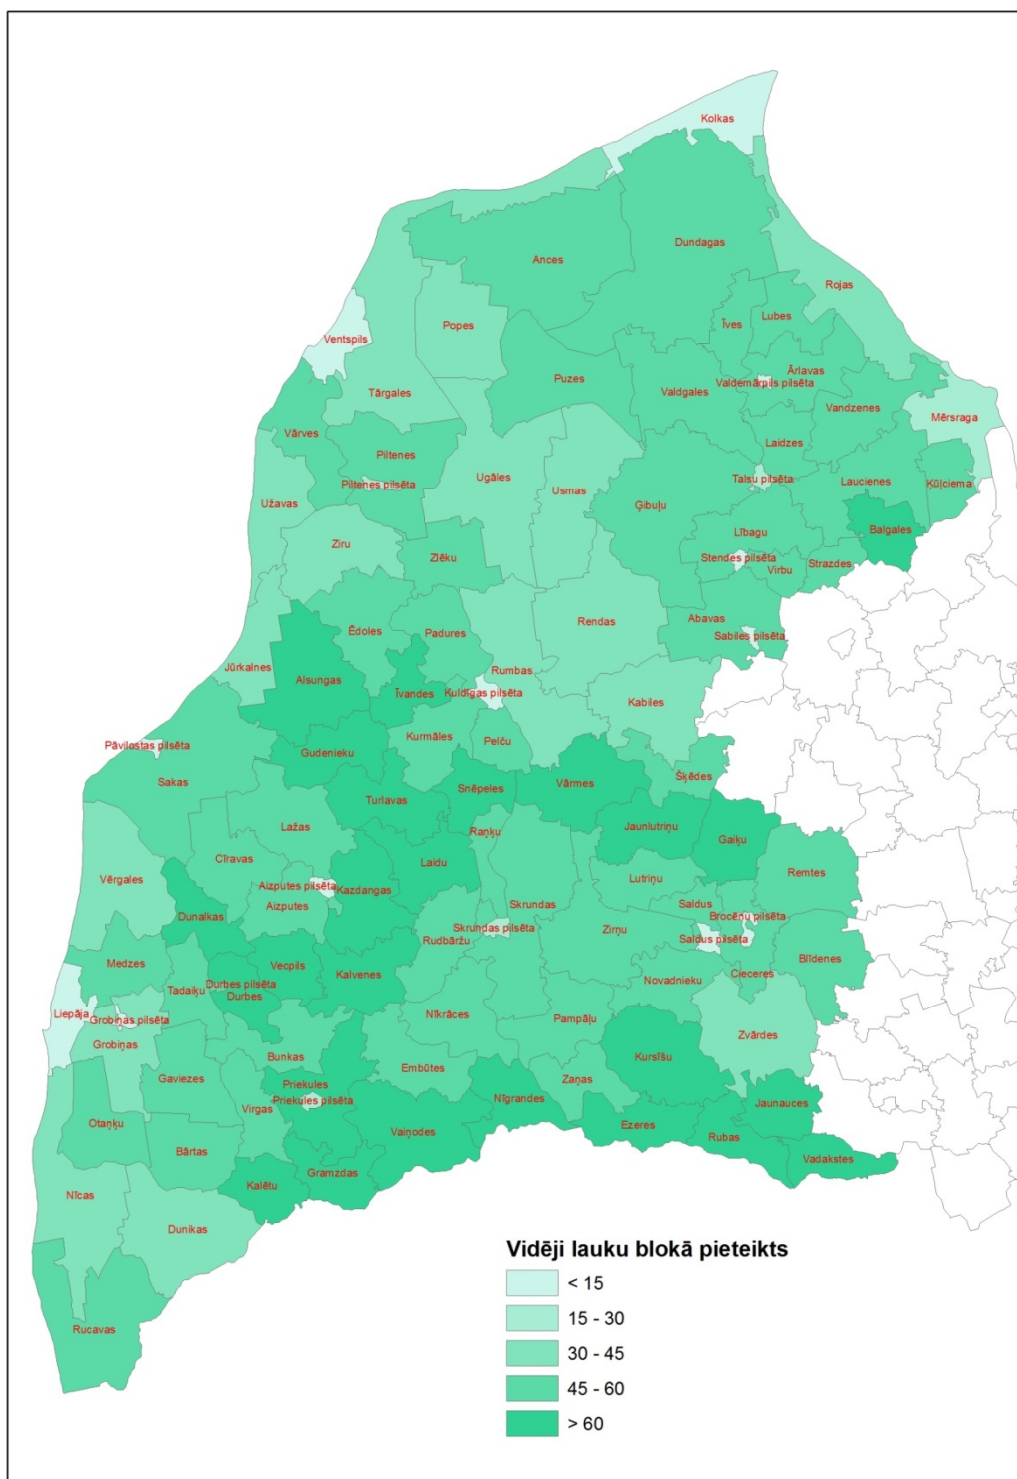 Kolkas
Dundagas
Ances
Rojas
Lubes
Īves
Popes
Ventspils
Ārlavas
Puzes
Valdgales
Valdemārpils pilsēta
Tārgales
Vandzenes
Mērsraga
Vārves
Laidzes
Piltenes
Ugāles
Talsu pilsēta
Laucienes
Ķūļciema
Piltenes pilsēta
Usmas
Užavas
Ģibuļu
Balgales
Lībagu
Ziru
Zlēku
Stendes pilsēta
Strazdes
Virbu
Abavas
Rendas
Ēdoles
Padures
Sabiles pilsēta
Jūrkalnes
Rumbas
Alsungas
Īvandes
Kuldīgas pilsēta
Kabiles
Kurmāles
Pelču
Pāvilostas pilsēta
Gudenieku
Šķēdes
Sakas
Snēpeles
Vārmes
Turlavas
Lažas
Raņķu
Jaunlutriņu
Gaiķu
Cīravas
Laidu
Remtes
Vērgales
Aizputes pilsēta
Kazdangas
Lutriņu
Aizputes
Skrundas
Saldus
Dunalkas
Brocēnu pilsēta
Skrundas pilsēta
Zirņu
Rudbāržu
Saldus pilsēta
Medzes
Vecpils
Blīdenes
Kalvenes
Cieceres
Durbes pilsēta
Tadaiķu
Novadnieku
Durbes
Liepāja
Nīkrāces
Grobiņas pilsēta
Pampāļu
Zvārdes
Grobiņas
Bunkas
Kursīšu
Embūtes
Gaviezes
Zaņas
Priekules
Nīgrandes
Priekules pilsēta
Jaunauces
Virgas
Otaņķu
Ezeres
Vaiņodes
Rubas
Bārtas
Vadakstes
Gramzdas
Kalētu
Nīcas
Dunikas
Rucavas
Vidēji lauku blokā pieteikts
< 15
15 - 30
30 - 45
45 - 60
> 60